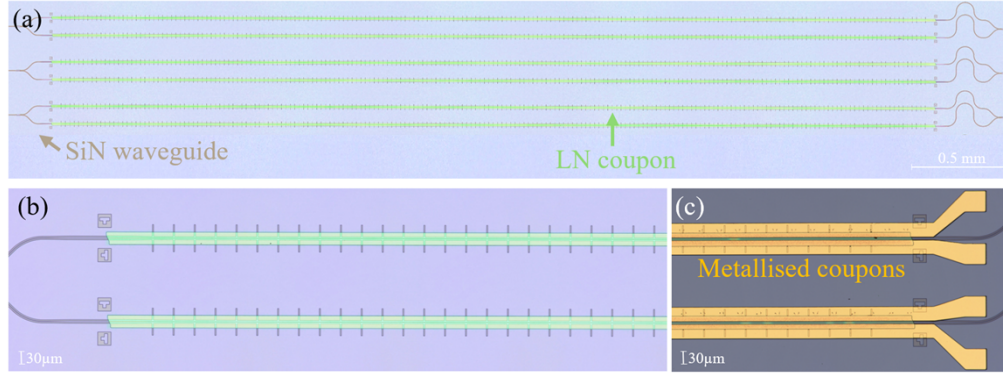 (a)
SiN waveguide
LN coupon
0.5 mm
(b)
30μm
(c)
Metallised coupons
30μm